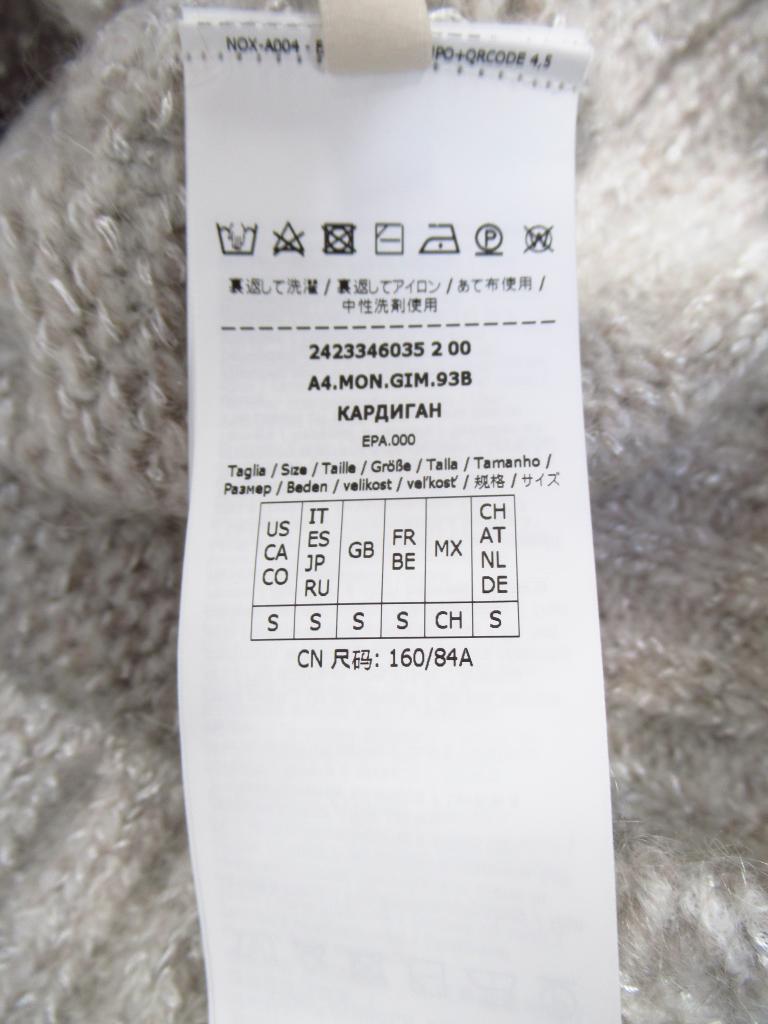 NOX-A004 -
PO+QRCODE 4,5
裏返して洗濯 / 裏返してアイロン / あて布使用 /
中性洗剤使用
2423346035 2 00
A4.MON.GIM.93B
КАРДИГАН
EPA.000
Taglia / Size / Taille / Größe / Talla / Tamanho /
Размер / Beden / velikost / veľkosť / 规格 / サイズ
US CA CO
IT ES JP RU
GB
FR BE
MX
CH AT NL DE
S S S S CH S
CN 尺码: 160/84A